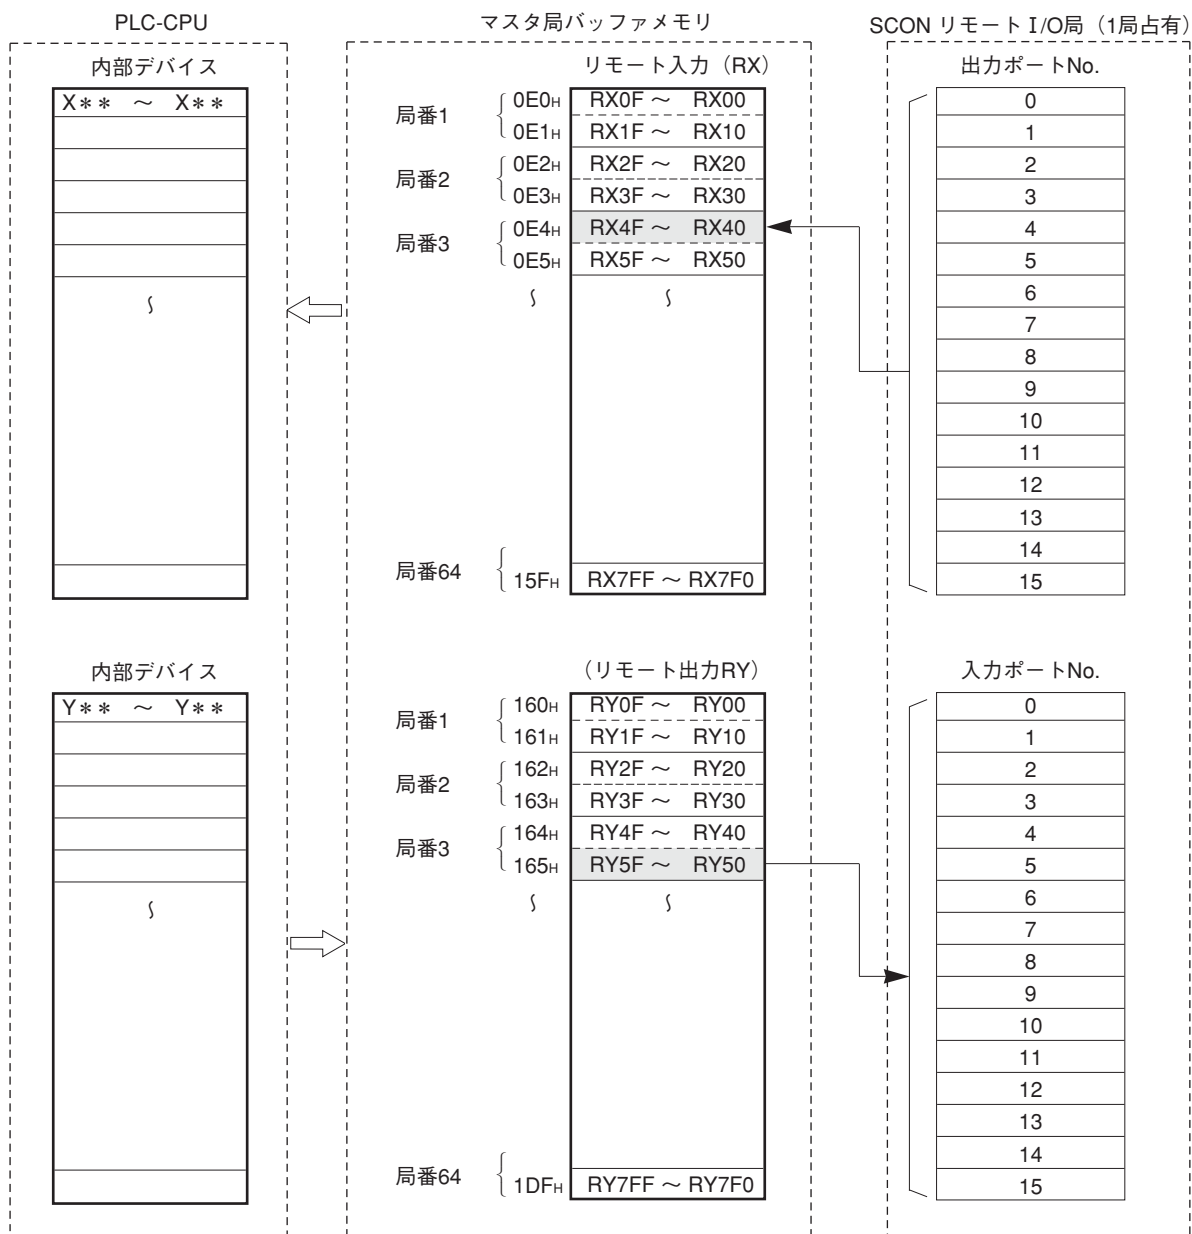 PLC-CPU
マスタ局バッファメモリ
SCON リモートI/O局（1局占有）
内部デバイス
リモート入力（RX）
出力ポートNo.
X** ～ X**
局番1
0E0H RX0F～ RX00
0E1H RX1F～ RX10
局番2
0E2H RX2F～ RX20
0E3H RX3F～ RX30
局番3
0E4H RX4F～ RX40
0E5H RX5F～ RX50
～ ～ ～
局番64
15FH RX7FF～RX7F0
0
1
2
3
4
5
6
7
8
9
10
11
12
13
14
15
内部デバイス
（リモート出力RY）
入力ポートNo.
Y** ～ Y**
局番1
160H RY0F～ RY00
161H RY1F～ RY10
局番2
162H RY2F～ RY20
163H RY3F～ RY30
局番3
164H RY4F～ RY40
165H RY5F～ RY50
～ ～ ～
局番64
1DFH RY7FF～RY7F0
0
1
2
3
4
5
6
7
8
9
10
11
12
13
14
15